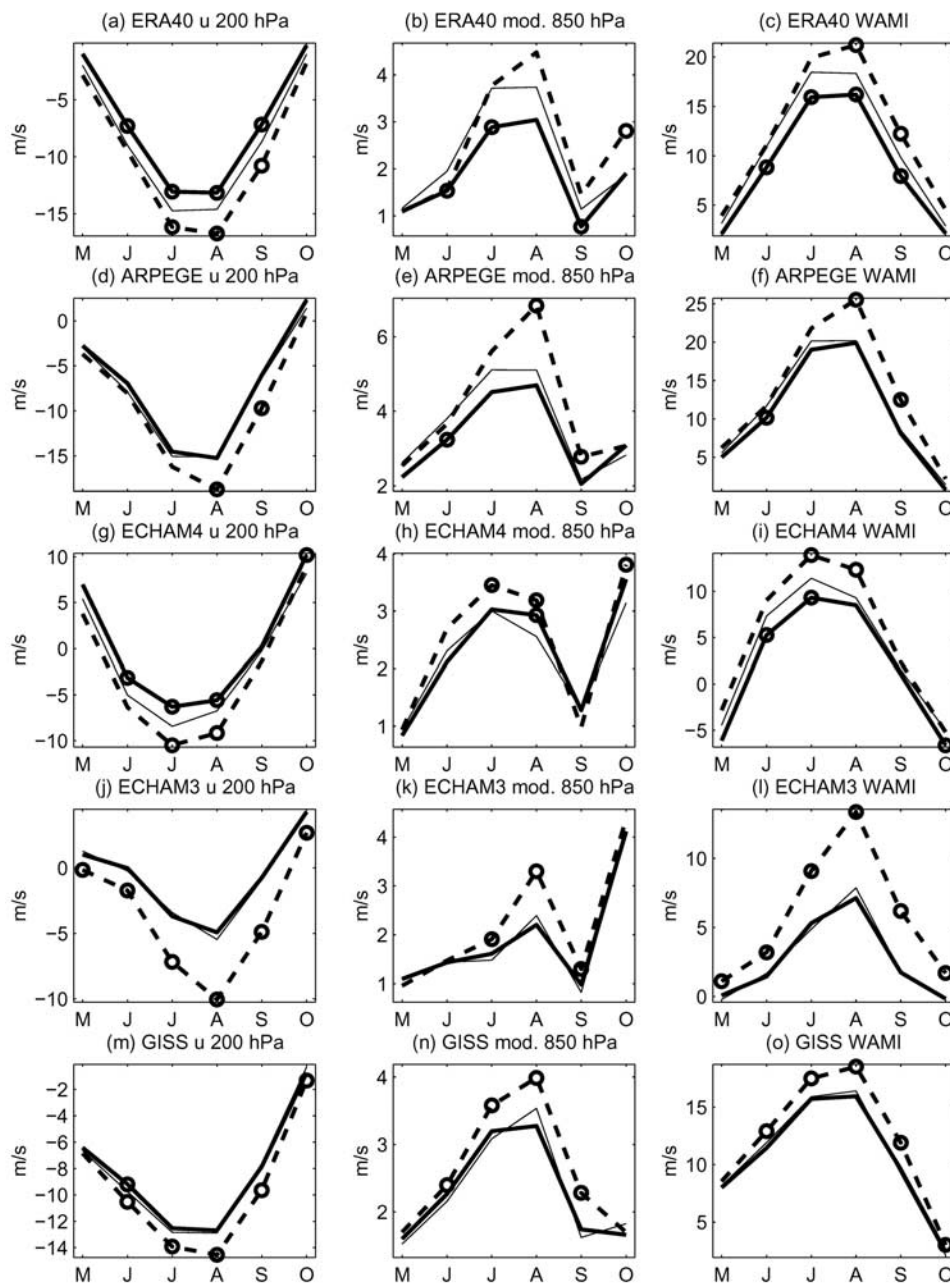 (a) ERA40 u 200 hPa
(b) ERA40 mod. 850 hPa
(c) ERA40 WAMI
m/s
-5
-10
-15
M J J A S O
m/s
4
3
2
1
M J J A S O
m/s
20
15
10
5
M J J A S O
(d) ARPEGE u 200 hPa
(e) ARPEGE mod. 850 hPa
(f) ARPEGE WAMI
m/s
0
-5
-10
-15
M J J A S O
m/s
6
4
2
M J J A S O
m/s
25
20
15
10
5
M J J A S O
(g) ECHAM4 u 200 hPa
(h) ECHAM4 mod. 850 hPa
(i) ECHAM4 WAMI
m/s
10
5
0
-5
-10
M J J A S O
m/s
4
3
2
1
M J J A S O
m/s
10
5
0
-5
M J J A S O
(j) ECHAM3 u 200 hPa
(k) ECHAM3 mod. 850 hPa
(l) ECHAM3 WAMI
m/s
0
-5
-10
M J J A S O
m/s
4
3
2
1
M J J A S O
m/s
10
5
0
M J J A S O
(m) GISS u 200 hPa
(n) GISS mod. 850 hPa
(o) GISS WAMI
m/s
-2
-4
-6
-8
-10
-12
-14
M J J A S O
m/s
4
3
2
M J J A S O
m/s
15
10
5
M J J A S O